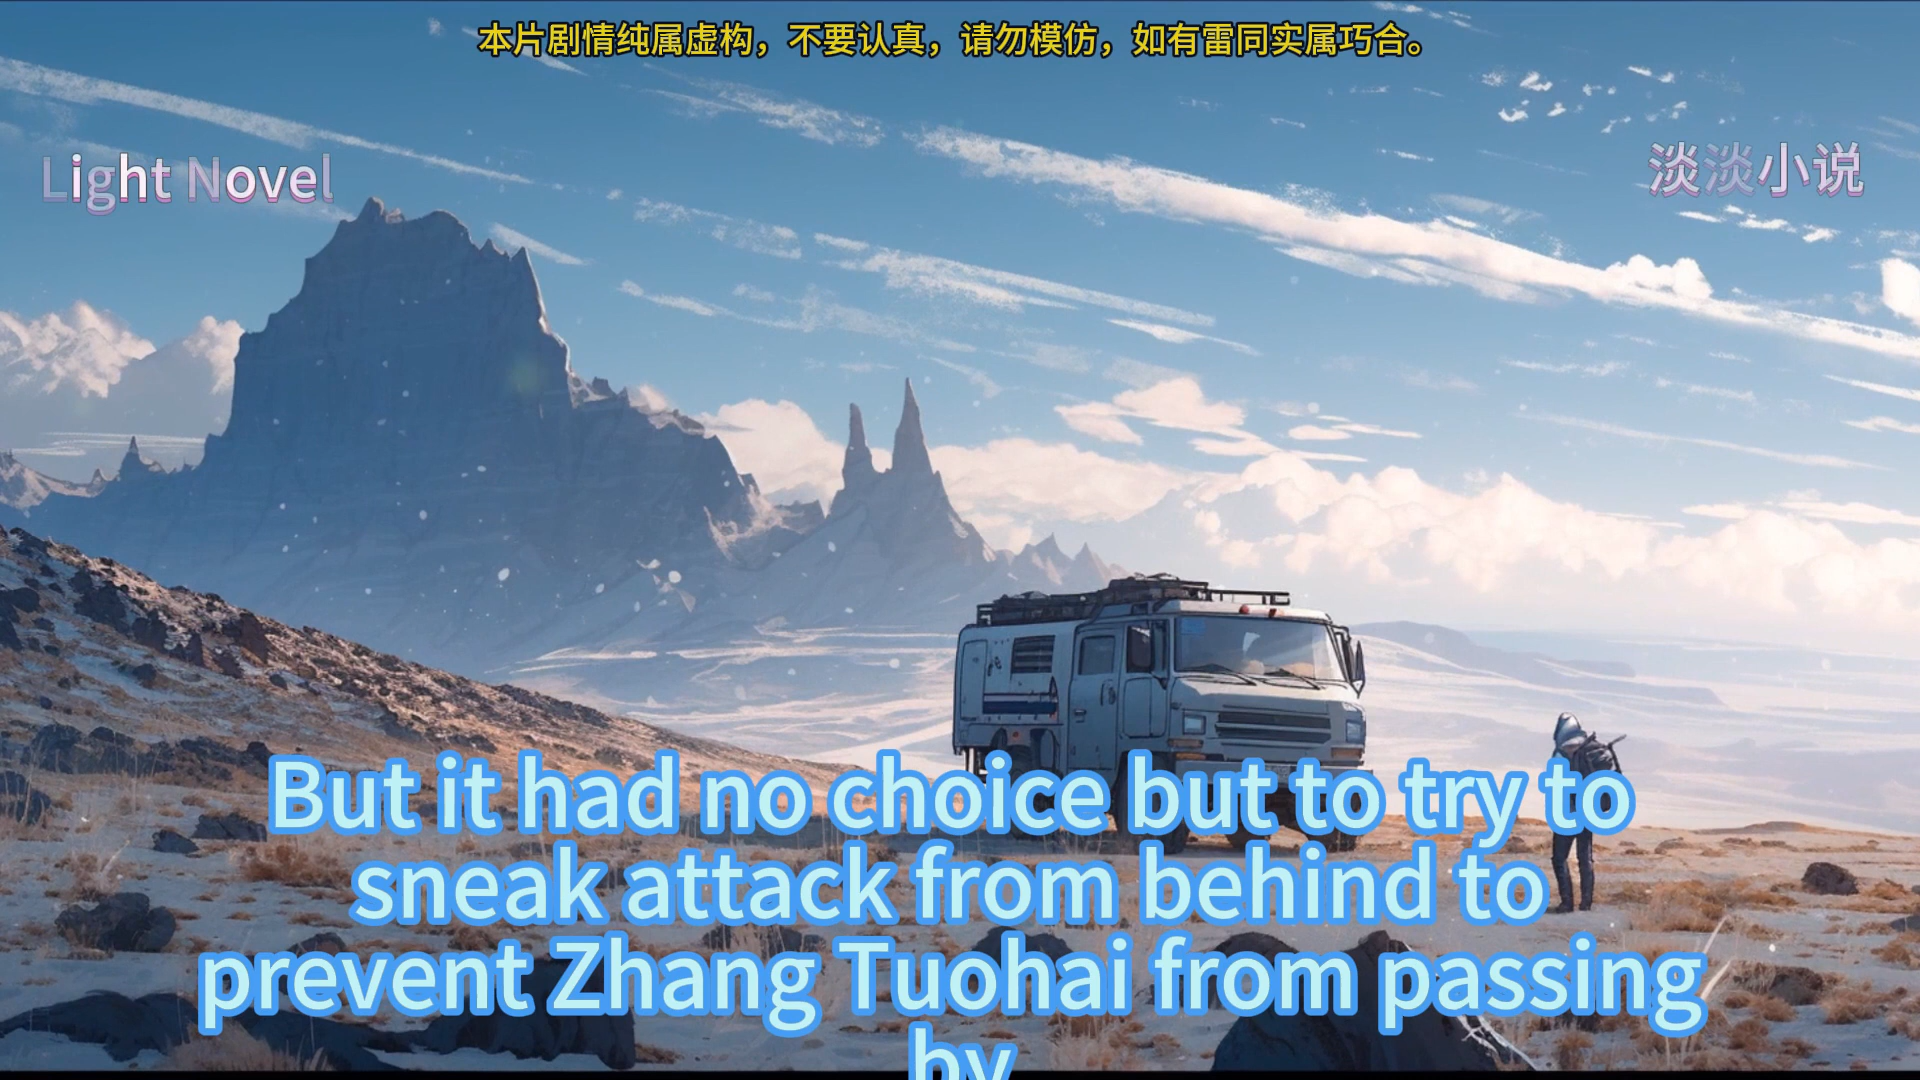 本片剧情纯属虚构，不要认真，请勿模仿，如有雷同实属巧合。
Light Novel
淡淡小说
But it had no choice but to try to
sneak attack from behind to
prevent Zhang Tuohai from passing
by